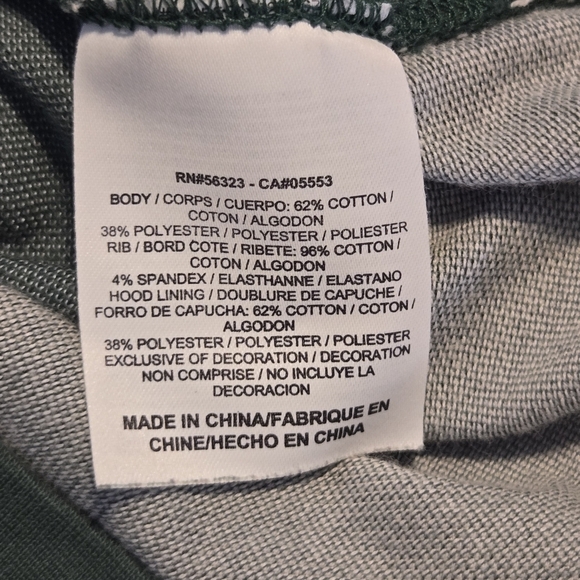 RN#56323 - CA#05553
BODY / CORPS / CUERPO: 62% COTTON /
COTON / ALGODON
38% POLYESTER / POLYESTER / POLIESTER
RIB / BORD COTE / RIBETE: 96% COTTON /
COTON / ALGODON
4% SPANDEX / ELASTHANNE / ELASTANO
HOOD LINING / DOUBLURE DE CAPUCHE /
FORRO DE CAPUCHA: 62% COTTON / COTON /
ALGODON
38% POLYESTER / POLYESTER / POLIESTER
EXCLUSIVE OF DECORATION / DECORATION
NON COMPRISE / NO INCLUYE LA
DECORACION
MADE IN CHINA/FABRIQUE EN
CHINE/HECHO EN CHINA